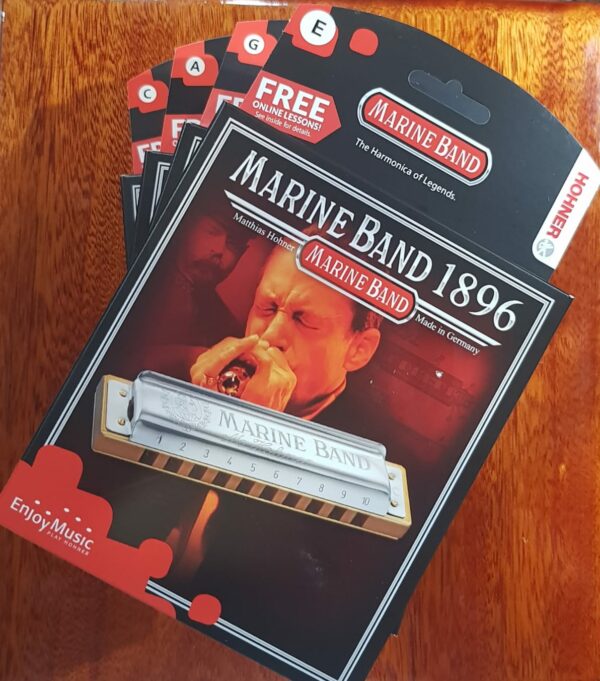 C
A
G
E
FREE
ONLINE LESSONS!
See inside for details.
MARINE BAND
The Harmonica of Legends.
HOHNER
MARINE BAND 1896
Matthias Hohner
MARINE BAND
Made in Germany
MARINE BAND
M. Hohner
1 2 3 4 5 6 7 8 9 10
Enjoy Music
PLAY HOHNER